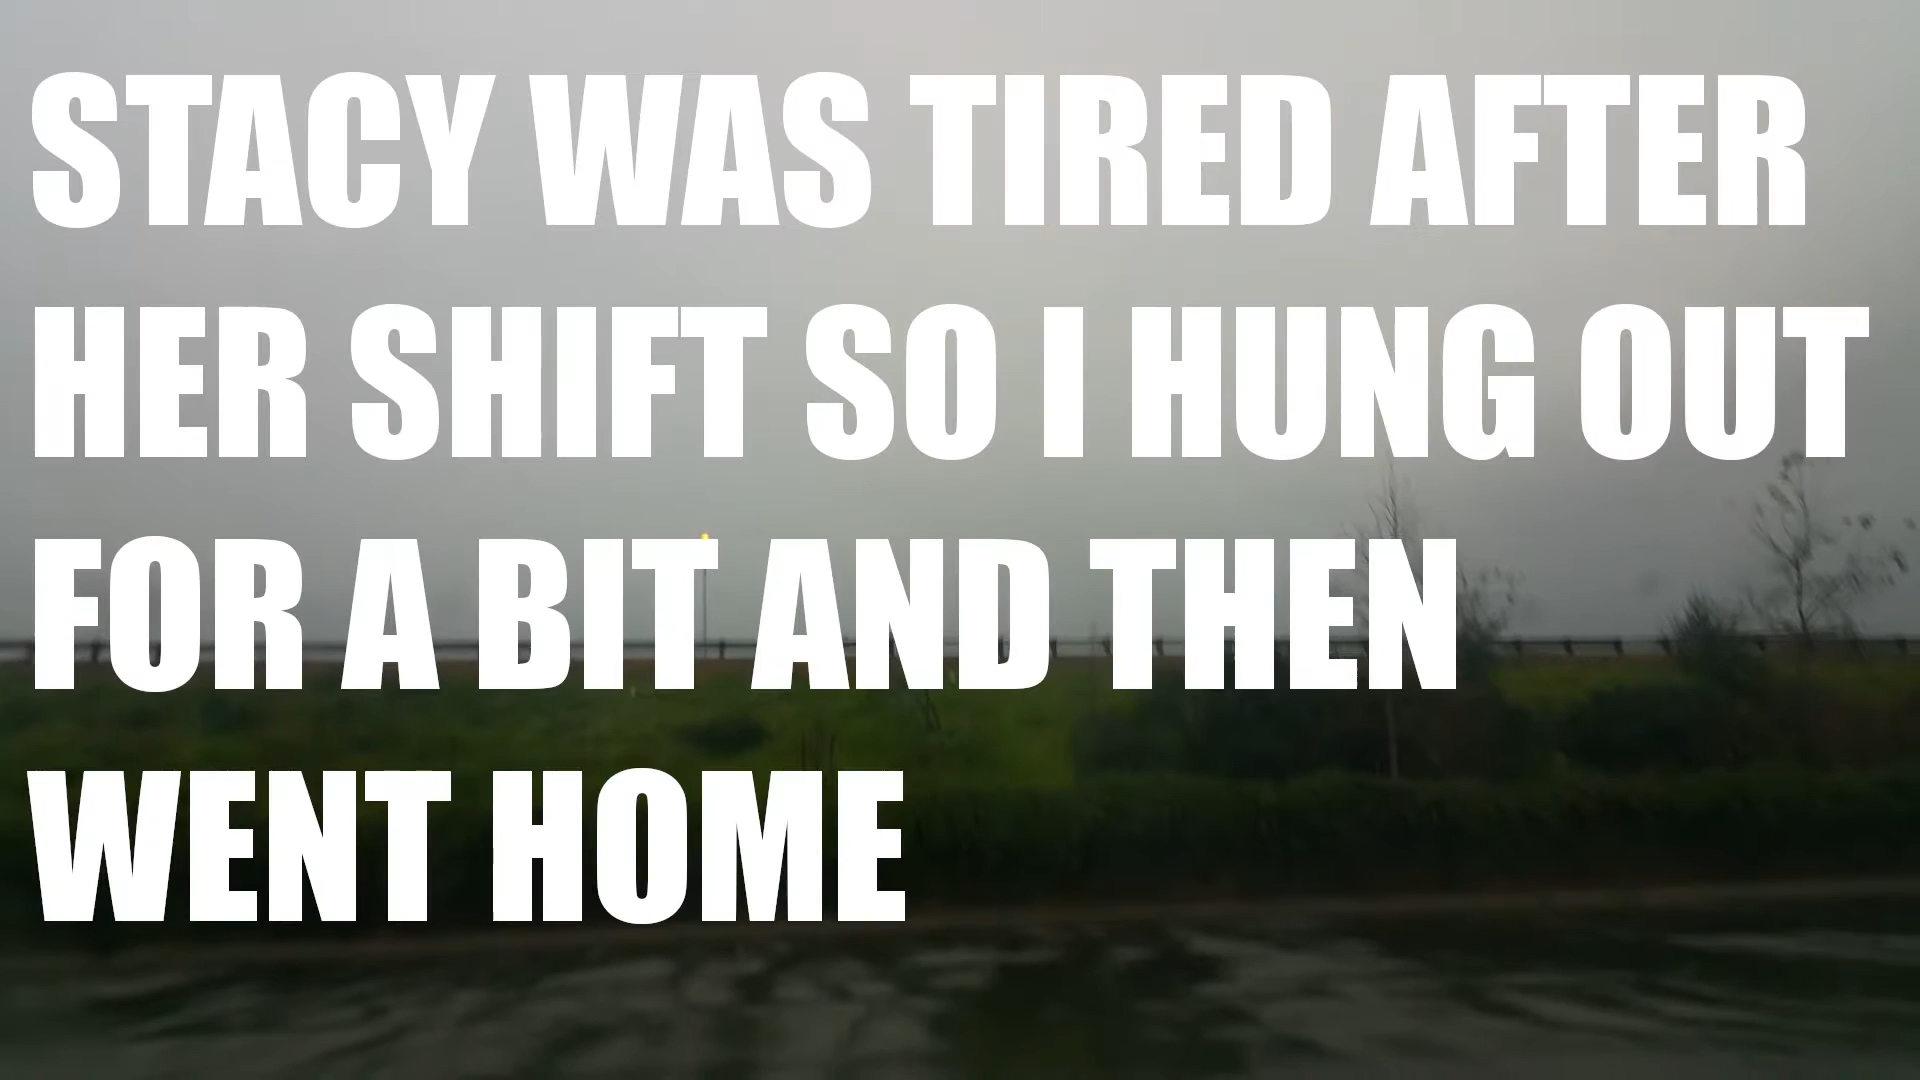 STACY WAS TIRED AFTER
HER SHIFT SO I HUNG OUT
FOR A BIT AND THEN
WENT HOME